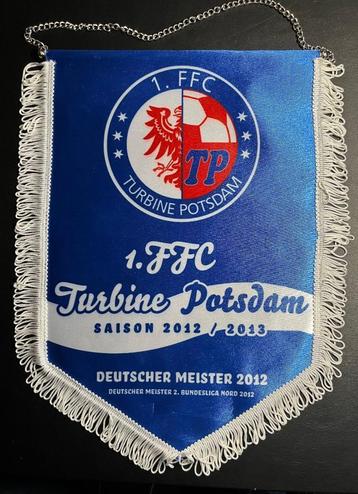 1. FFC
TP
TURBINE POTSDAM
1.FFC
Turbine Potsdam
SAISON 2012 / 2013
DEUTSCHER MEISTER 2012
DEUTSCHER MEISTER 2. BUNDESLIGA NORD 2012